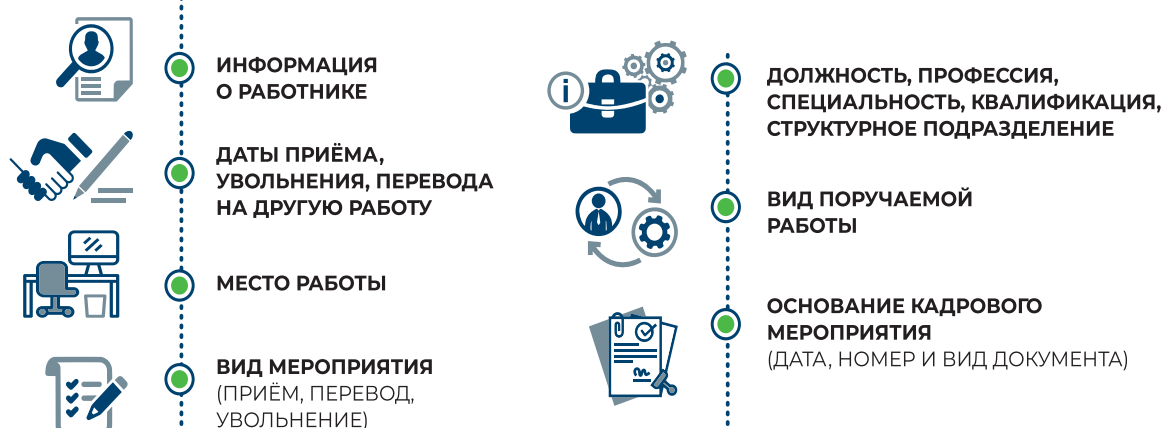 ИНФОРМАЦИЯ
О РАБОТНИКЕ
ДАТЫ ПРИЁМА,
УВОЛЬНЕНИЯ, ПЕРЕВОДА
НА ДРУГУЮ РАБОТУ
МЕСТО РАБОТЫ
ВИД МЕРОПРИЯТИЯ
(ПРИЁМ, ПЕРЕВОД,
УВОЛЬНЕНИЕ)
i
ДОЛЖНОСТЬ, ПРОФЕССИЯ,
СПЕЦИАЛЬНОСТЬ, КВАЛИФИКАЦИЯ,
СТРУКТУРНОЕ ПОДРАЗДЕЛЕНИЕ
ВИД ПОРУЧАЕМОЙ
РАБОТЫ
ОСНОВАНИЕ КАДРОВОГО
МЕРОПРИЯТИЯ
(ДАТА, НОМЕР И ВИД ДОКУМЕНТА)